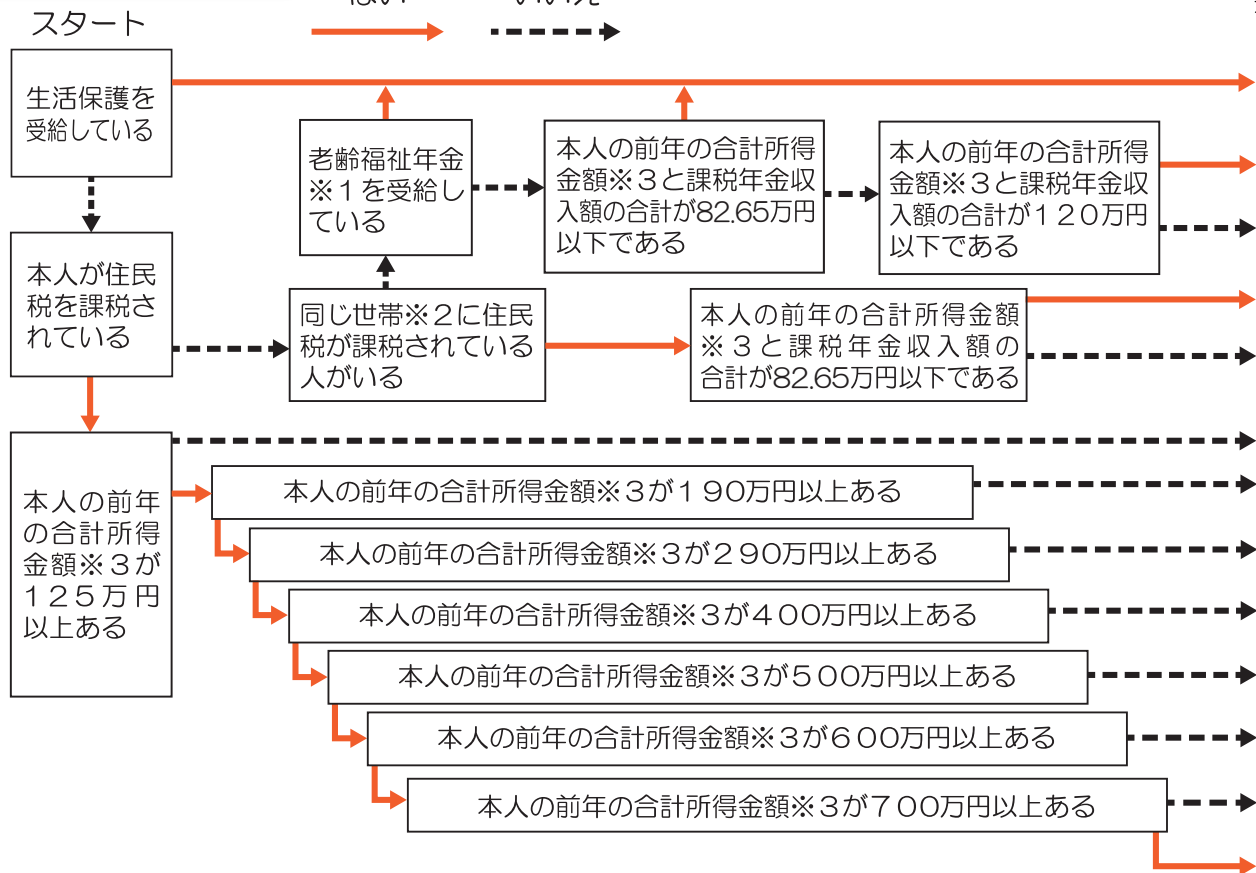 スタート
生活保護を
受給している
老齢福祉年金
※１を受給し
ている
本人の前年の合計所得
金額※３と課税年金収
入額の合計が82.65万円
以下である
本人の前年の合計所得
金額※３と課税年金収
入額の合計が１２０万円
以下である
本人が住民
税を課税さ
れている
同じ世帯※２に住民
税が課税されている
人がいる
本人の前年の合計所得金額
※３と課税年金収入額の
合計が82.65万円以下である
本人の前年
の合計所得
金額※３が
１２５万円
以上ある
本人の前年の合計所得金額※３が１９０万円以上ある
本人の前年の合計所得金額※３が２９０万円以上ある
本人の前年の合計所得金額※３が４００万円以上ある
本人の前年の合計所得金額※３が５００万円以上ある
本人の前年の合計所得金額※３が６００万円以上ある
本人の前年の合計所得金額※３が７００万円以上ある